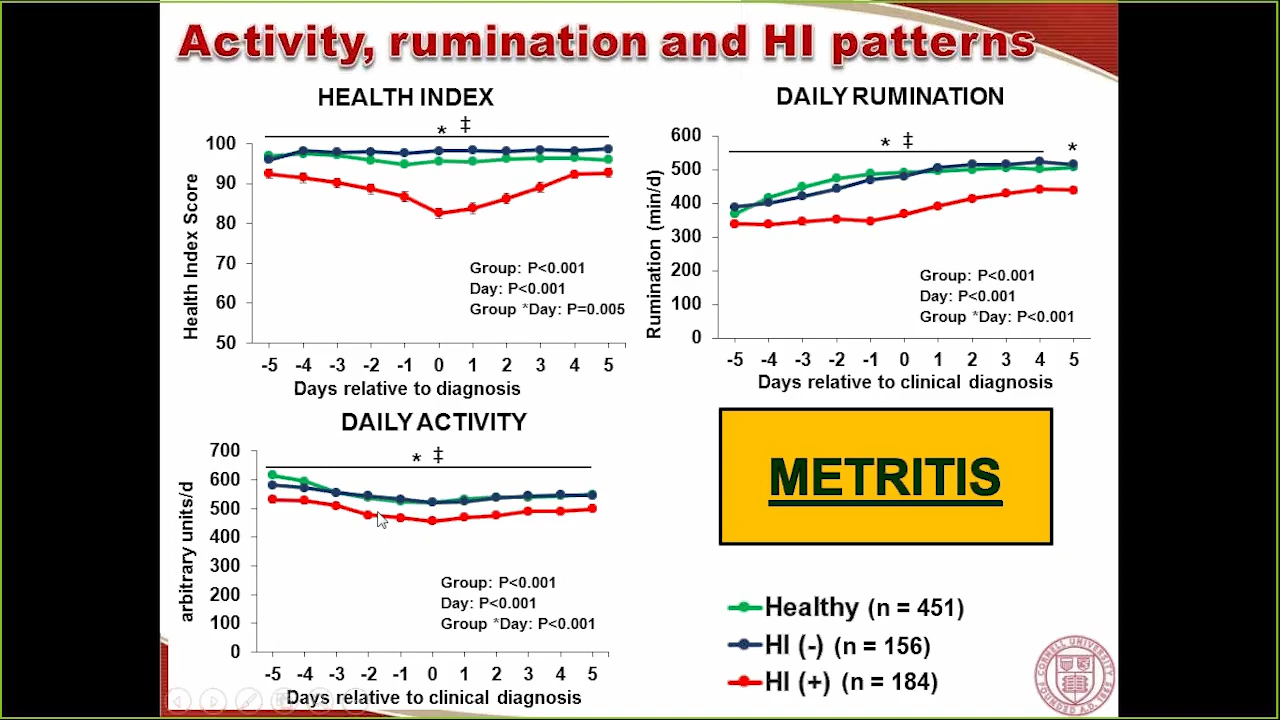 Activity, rumination and HI patterns
HEALTH INDEX
* ‡
Health Index Score
100
90
80
70
60
50
Group: P<0.001
Day: P<0.001
Group *Day: P=0.005
-5 -4 -3 -2 -1 0 1 2 3 4 5
Days relative to diagnosis
DAILY RUMINATION
* ‡ *
Rumination (min/d)
600
500
400
300
200
100
0
Group: P<0.001
Day: P<0.001
Group *Day: P<0.001
-5 -4 -3 -2 -1 0 1 2 3 4 5
Days relative to clinical diagnosis
DAILY ACTIVITY
* ‡
arbitrary units/d
700
600
500
400
300
200
100
0
Group: P<0.001
Day: P<0.001
Group *Day: P<0.001
-5 -4 -3 -2 -1 0 1 2 3 4 5
Days relative to clinical diagnosis
METRITIS
Healthy (n = 451)
HI (-) (n = 156)
HI (+) (n = 184)
CORNELL UNIVERSITY
FOUNDED A.D. 1865